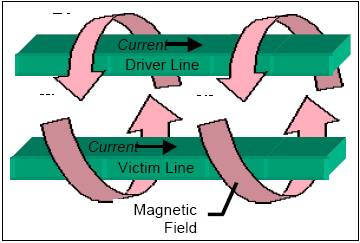 Current
Driver Line
Current
Victim Line
Magnetic
Field